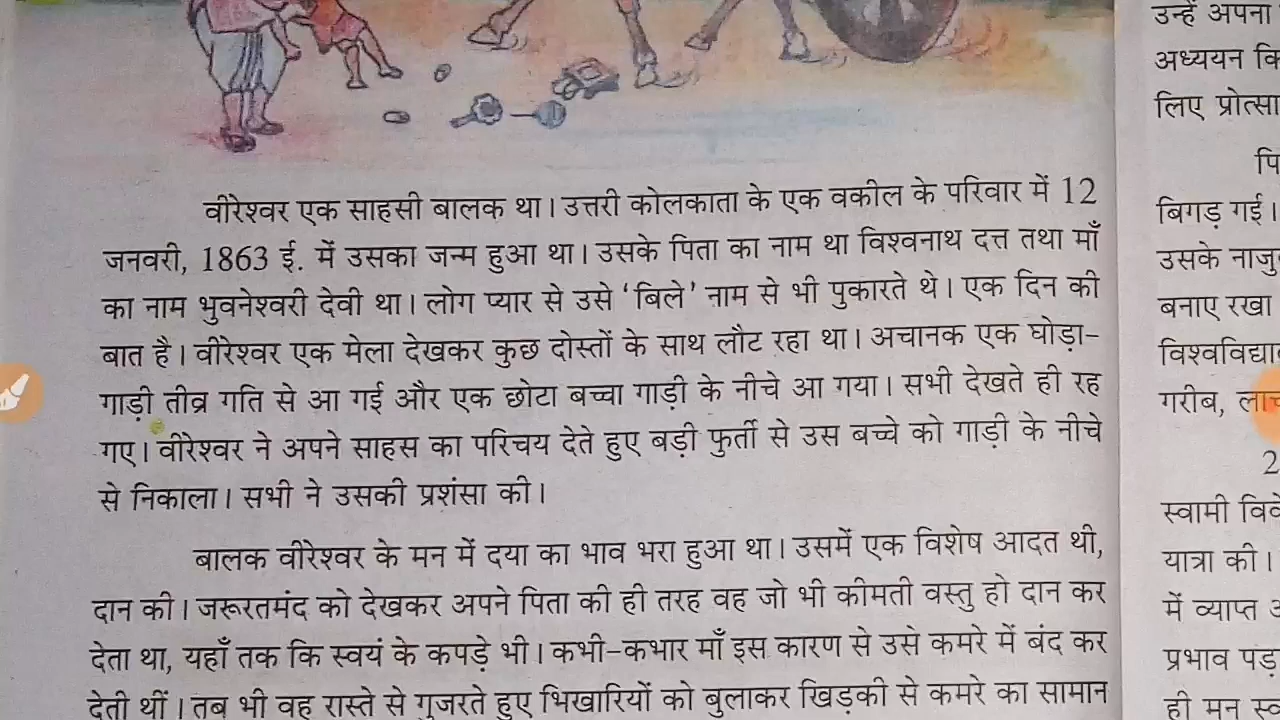 वीरेश्वर एक साहसी बालक था। उत्तरी कोलकाता के एक वकील के परिवार में 12
जनवरी, 1863 ई. में उसका जन्म हुआ था। उसके पिता का नाम था विश्वनाथ दत्त तथा माँ
का नाम भुवनेश्वरी देवी था। लोग प्यार से उसे ‘बिले’ नाम से भी पुकारते थे। एक दिन की
बात है। वीरेश्वर एक मेला देखकर कुछ दोस्तों के साथ लौट रहा था। अचानक एक घोड़ा-
गाड़ी तीव्र गति से आ गई और एक छोटा बच्चा गाड़ी के नीचे आ गया। सभी देखते ही रह
गए। वीरेश्वर ने अपने साहस का परिचय देते हुए बड़ी फुर्ती से उस बच्चे को गाड़ी के नीचे
से निकाला। सभी ने उसकी प्रशंसा की।
बालक वीरेश्वर के मन में दया का भाव भरा हुआ था। उसमें एक विशेष आदत थी,
दान की। जरूरतमंद को देखकर अपने पिता की ही तरह वह जो भी कीमती वस्तु हो दान कर
देता था, यहाँ तक कि स्वयं के कपड़े भी। कभी-कभार माँ इस कारण से उसे कमरे में बंद कर
देती थीं। तब भी वह रास्ते से गुजरते हुए भिखारियों को बुलाकर खिड़की से कमरे का सामान
उन्हें अपना
अध्ययन
लिए
बिगड़ गई।
उसके
बनाए रखा
गरीब,
2
स्वामी
यात्रा की।
में व्याप्त
प्रभाव पड़
ही मन